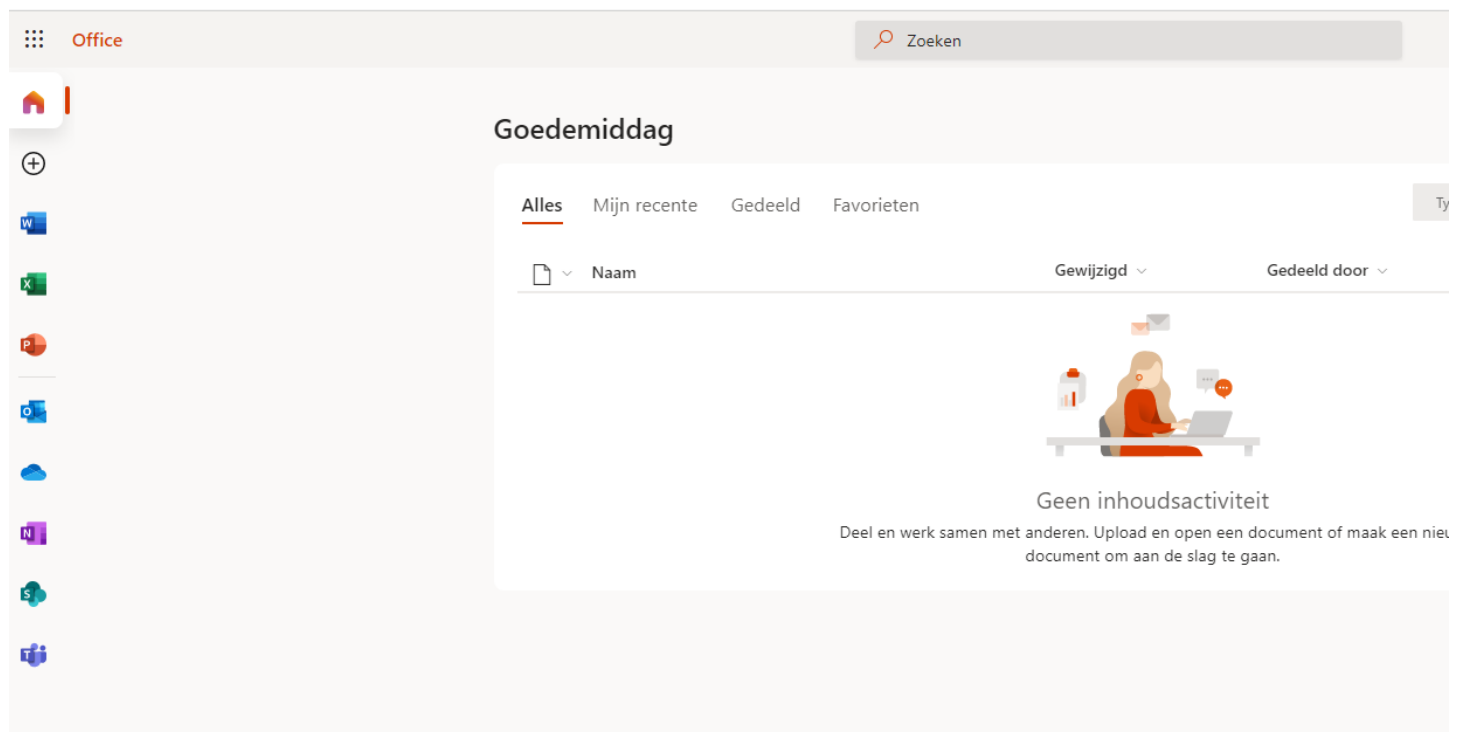 Office
Zoeken
Goedemiddag
Alles Mijn recente Gedeeld Favorieten
Ty
Naam Gewijzigd Gedeeld door
Geen inhoudsactiviteit
Deel en werk samen met anderen. Upload en open een document of maak een nieu
document om aan de slag te gaan.
W
X
P
O
N
S
T